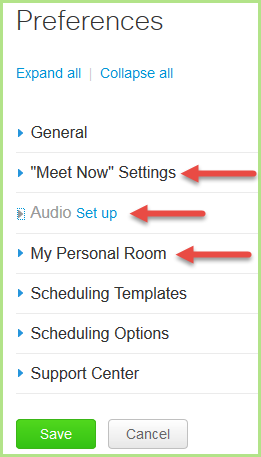 Preferences
Expand all | Collapse all
General
"Meet Now" Settings
Audio Set up
My Personal Room
Scheduling Templates
Scheduling Options
Support Center
Save Cancel